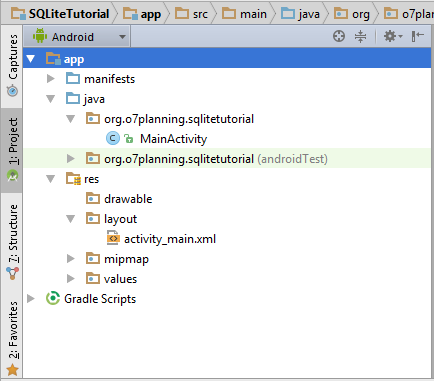 SQLiteTutorial app src main java org o7plan
Android
app
manifests
java
org.o7planning.sqlitetutorial
MainActivity
org.o7planning.sqlitetutorial (androidTest)
res
drawable
layout
activity_main.xml
mipmap
values
Gradle Scripts
Captures
1: Project
7: Structure
2: Favorites